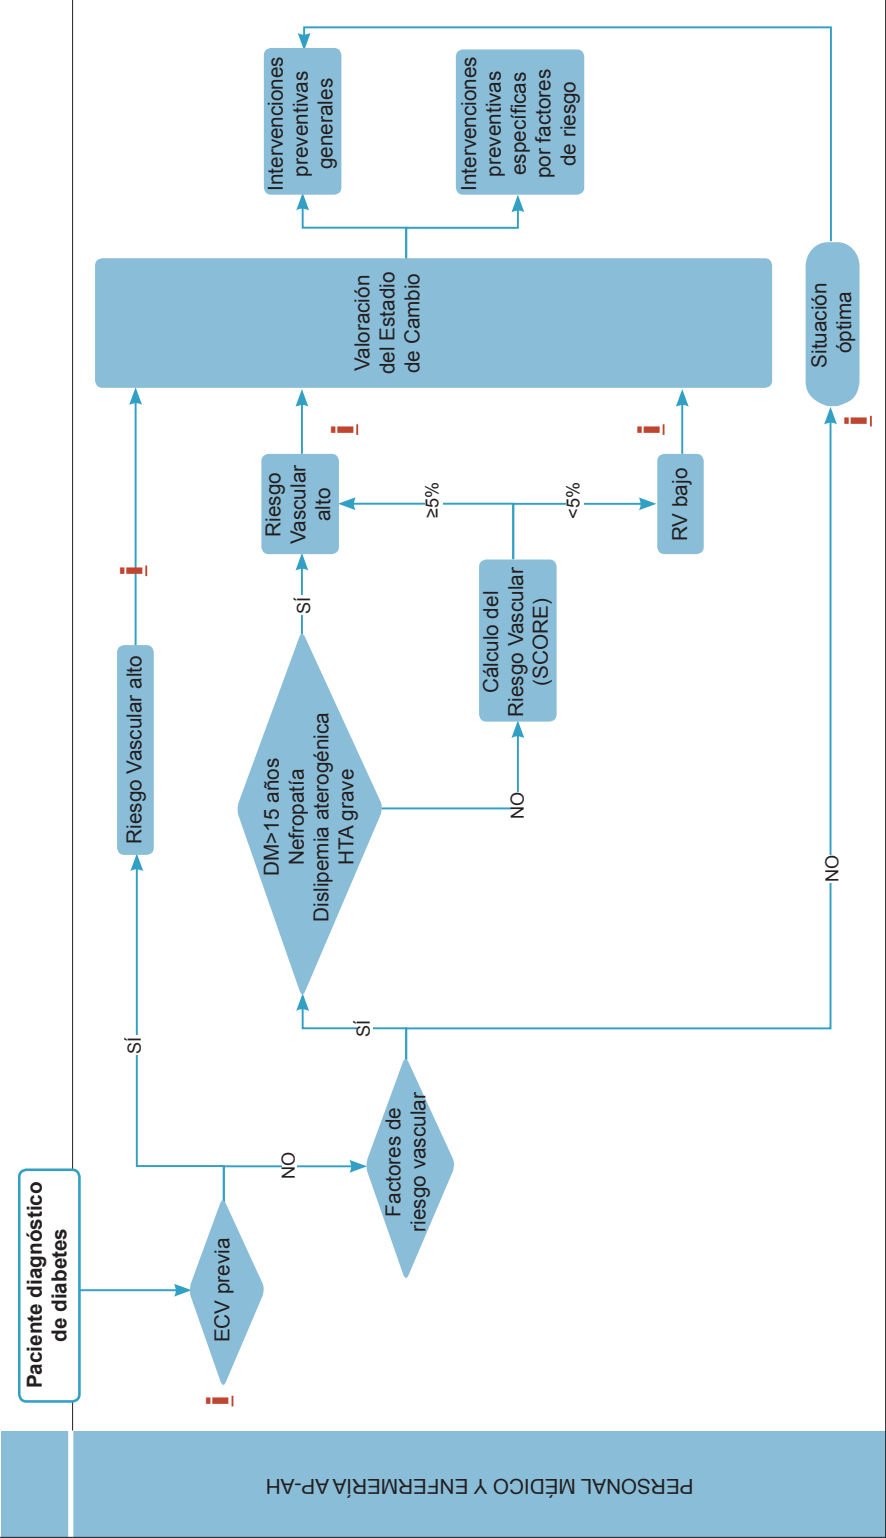 Paciente diagnóstico
de diabetes
PERSONAL MÉDICO Y ENFERMERÍA AP-AH
i
ECV previa
SÍ
NO
Riesgo Vascular alto
i
Factores de
riesgo vascular
SÍ
NO
DM>15 años
Nefropatía
Dislipemia aterogénica
HTA grave
SÍ
NO
Cálculo del
Riesgo Vascular
(SCORE)
≥5%
<5%
Riesgo
Vascular
alto
i
RV bajo
i
Valoración
del Estadio
de Cambio
Situación
óptima
i
Intervenciones
preventivas
generales
Intervenciones
preventivas
específicas
por factores
de riesgo